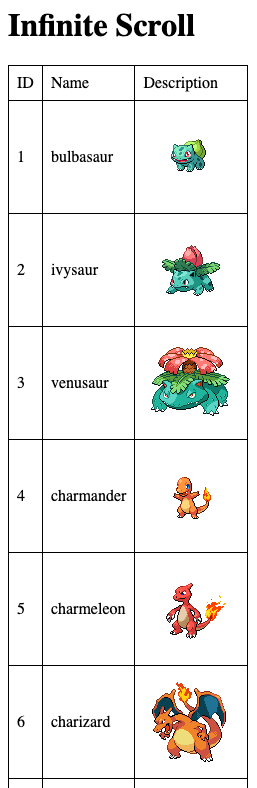 Infinite Scroll
ID Name Description
1 bulbasaur
2 ivysaur
3 venusaur
4 charmander
5 charmeleon
6 charizard